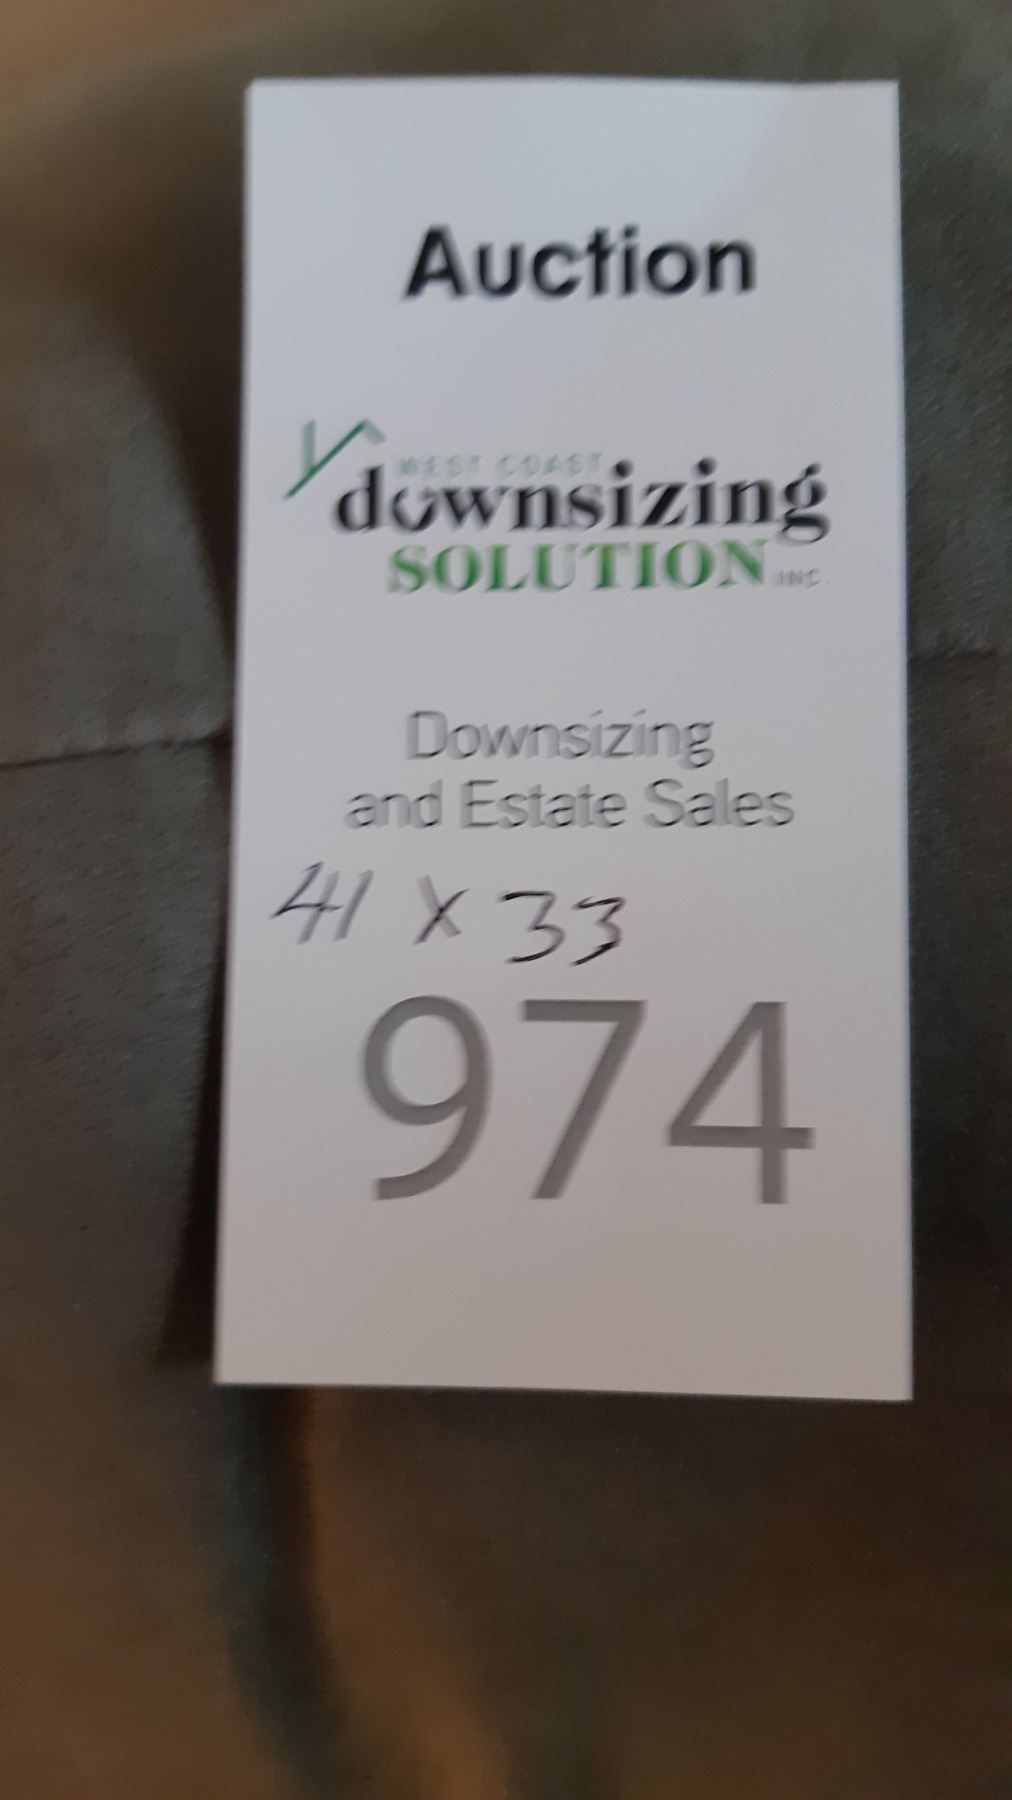 Auction
WEST COAST
downsizing
SOLUTION INC.
Downsizing
and Estate Sales
41 x 33
974